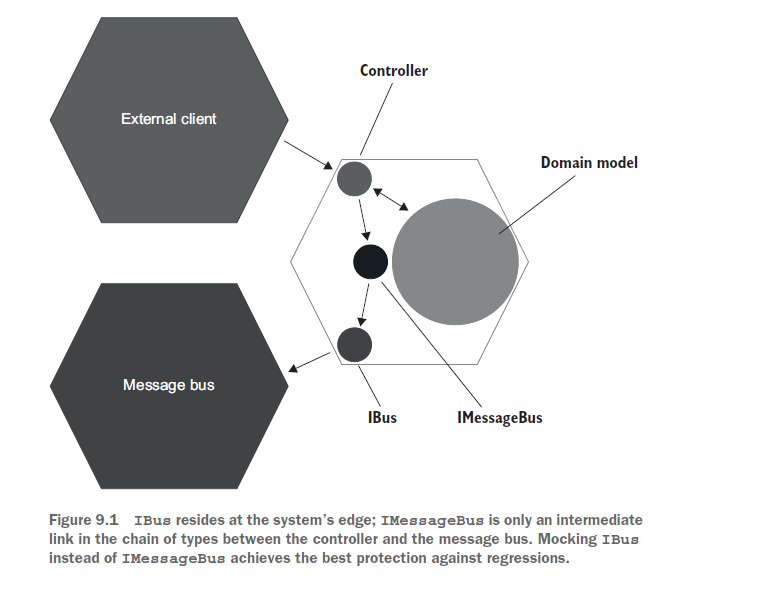 External client
Controller
Domain model
Message bus
IBus
IMessageBus
Figure 9.1 IBus resides at the system's edge; IMessageBus is only an intermediate
link in the chain of types between the controller and the message bus. Mocking IBus
instead of IMessageBus achieves the best protection against regressions.